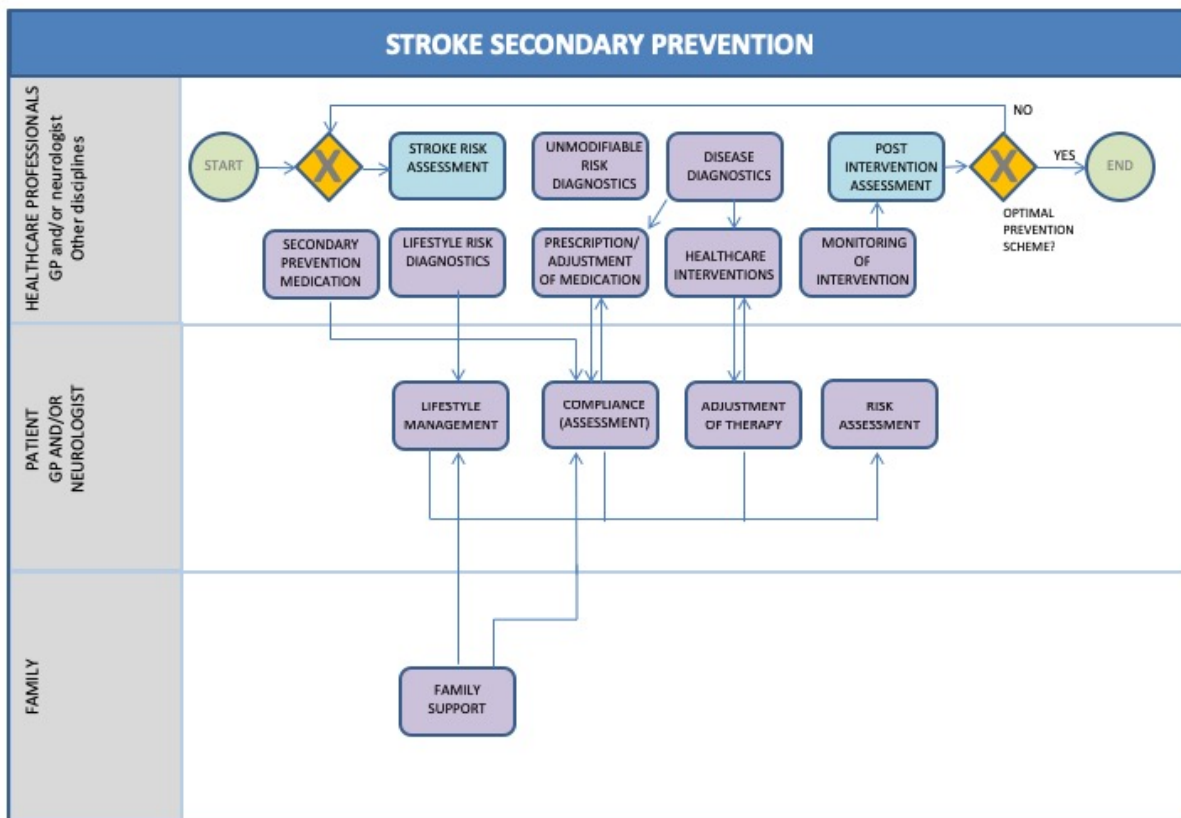 STROKE SECONDARY PREVENTION
HEALTHCARE PROFESSIONALS
GP and/or neurologist
Other disciplines
START
X
STROKE RISK
ASSESSMENT
UNMODIFIABLE
RISK
DIAGNOSTICS
DISEASE
DIAGNOSTICS
POST
INTERVENTION
ASSESSMENT
X
NO
YES
END
OPTIMAL
PREVENTION
SCHEME?
SECONDARY
PREVENTION
MEDICATION
LIFESTYLE RISK
DIAGNOSTICS
PRESCRIPTION/
ADJUSTMENT
OF MEDICATION
HEALTHCARE
INTERVENTIONS
MONITORING
OF
INTERVENTION
PATIENT
GP AND/OR
NEUROLOGIST
LIFESTYLE
MANAGEMENT
COMPLIANCE
(ASSESSMENT)
ADJUSTMENT
OF THERAPY
RISK
ASSESSMENT
FAMILY
FAMILY
SUPPORT